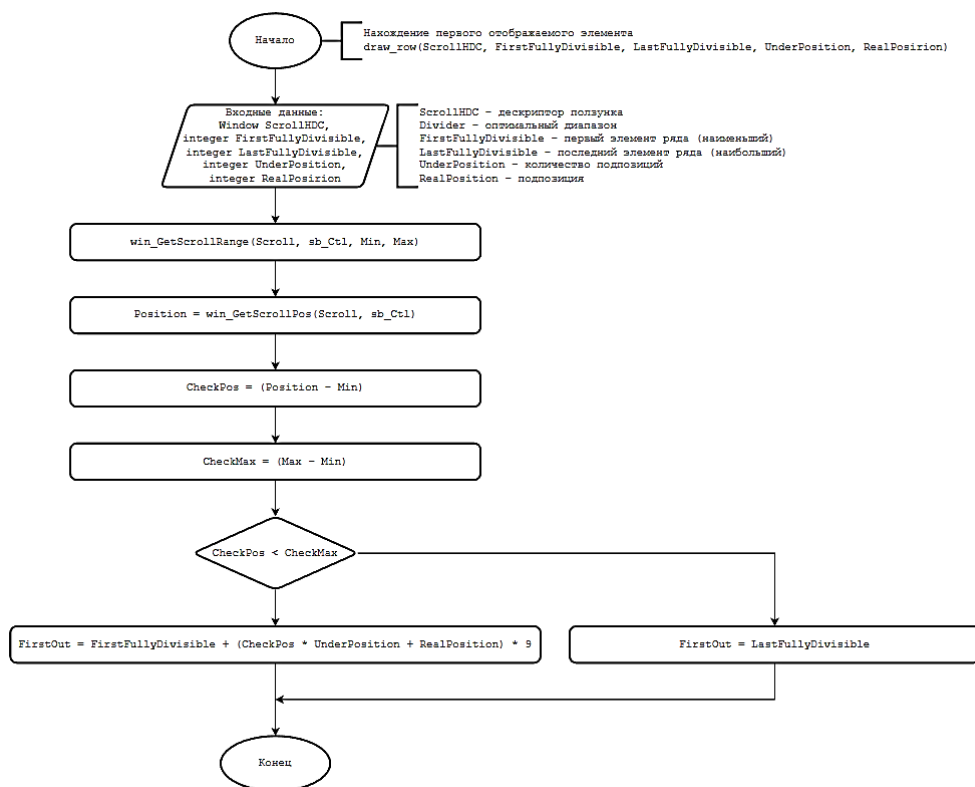 Начало
Нахождение первого отображаемого элемента
draw_row(ScrollHDC, FirstFullyDivisible, LastFullyDivisible, UnderPosition, RealPosirion)
Входные данные:
Window ScrollHDC,
integer FirstFullyDivisible,
integer LastFullyDivisible,
integer UnderPosition,
integer RealPosirion
ScrollHDC – дескриптор ползунка
Divider – оптимальный диапазон
FirstFullyDivisible – первый элемент ряда (наименьший)
LastFullyDivisible – последний элемент ряда (наибольший)
UnderPosition – количество подпозиций
RealPosition – подпозиция
win_GetScrollRange(Scroll, sb_Ctl, Min, Max)
Position = win_GetScrollPos(Scroll, sb_Ctl)
CheckPos = (Position – Min)
CheckMax = (Max – Min)
CheckPos < CheckMax
FirstOut = FirstFullyDivisible + (CheckPos * UnderPosition + RealPosition) * 9
FirstOut = LastFullyDivisible
Конец